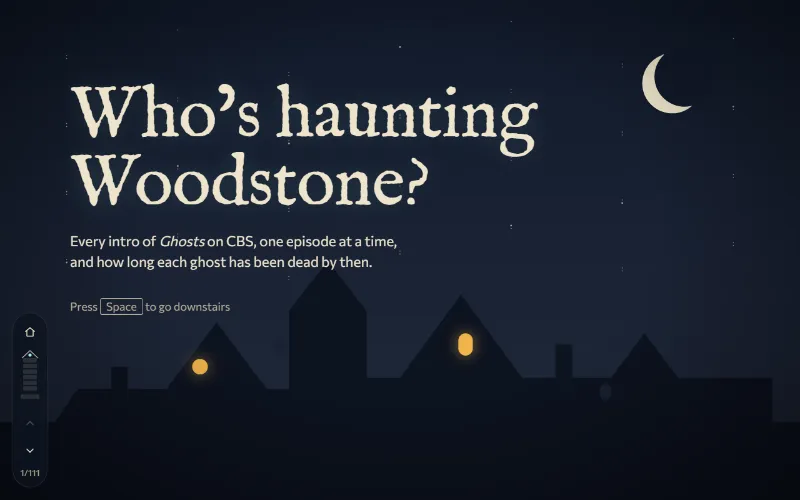 Who's haunting
Woodstone?
Every intro of Ghosts on CBS, one episode at a time,
and how long each ghost has been dead by then.
Press Space to go downstairs
1/111